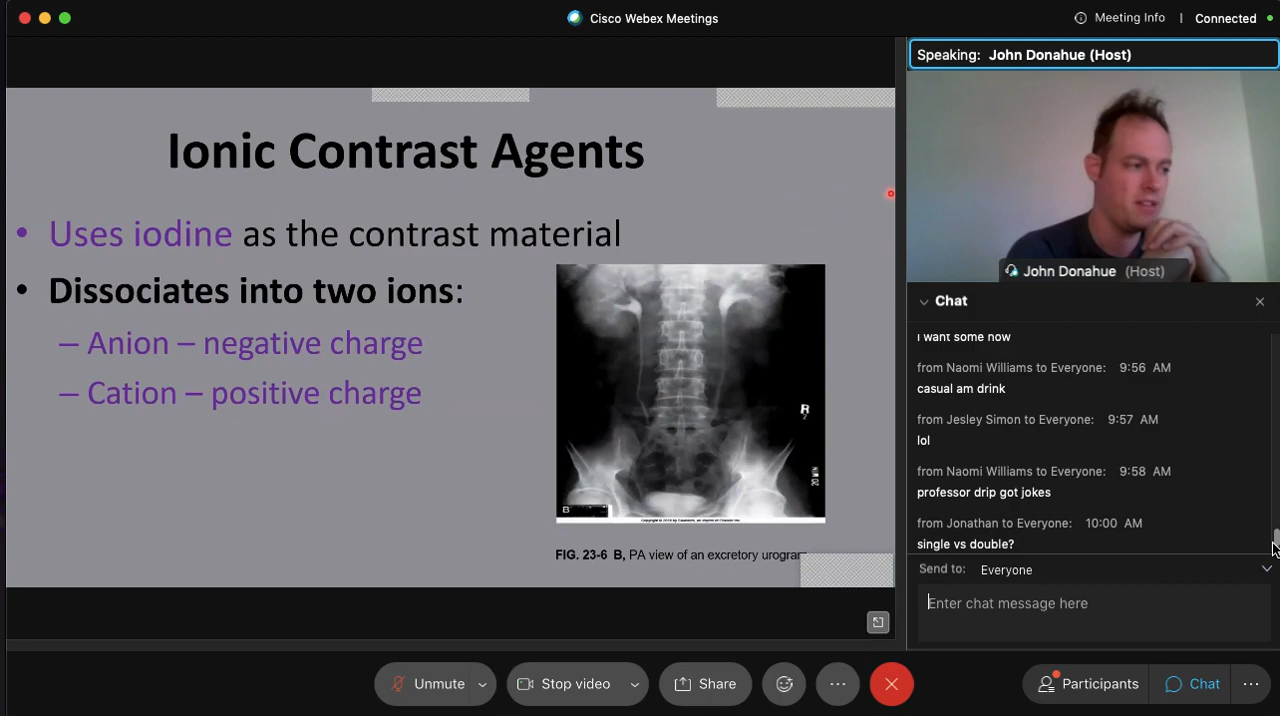 Cisco Webex Meetings
Meeting Info | Connected
Speaking: John Donahue (Host)
Ionic Contrast Agents
• Uses iodine as the contrast material
• Dissociates into two ions:
– Anion – negative charge
– Cation – positive charge
R
20 MIN
B
FIG. 23-6 B, PA view of an excretory urogram
John Donahue (Host)
Chat
I want some now
from Naomi Williams to Everyone: 9:56 AM
casual am drink
from Jesley Simon to Everyone: 9:57 AM
lol
from Naomi Williams to Everyone: 9:58 AM
professor drip got jokes
from Jonathan to Everyone: 10:00 AM
single vs double?
Send to: Everyone
Enter chat message here
Unmute
Stop video
Share
Participants
Chat